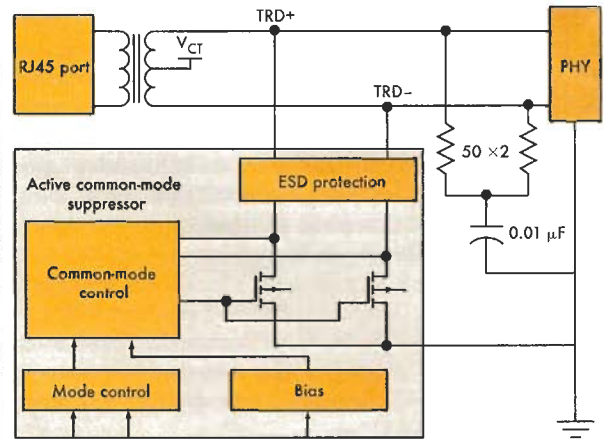 TRD+
V_CT
RJ45 port
PHY
TRD–
50 ×2
ESD protection
Active common-mode
suppressor
0.01 μF
Common-mode
control
Mode control
Bias